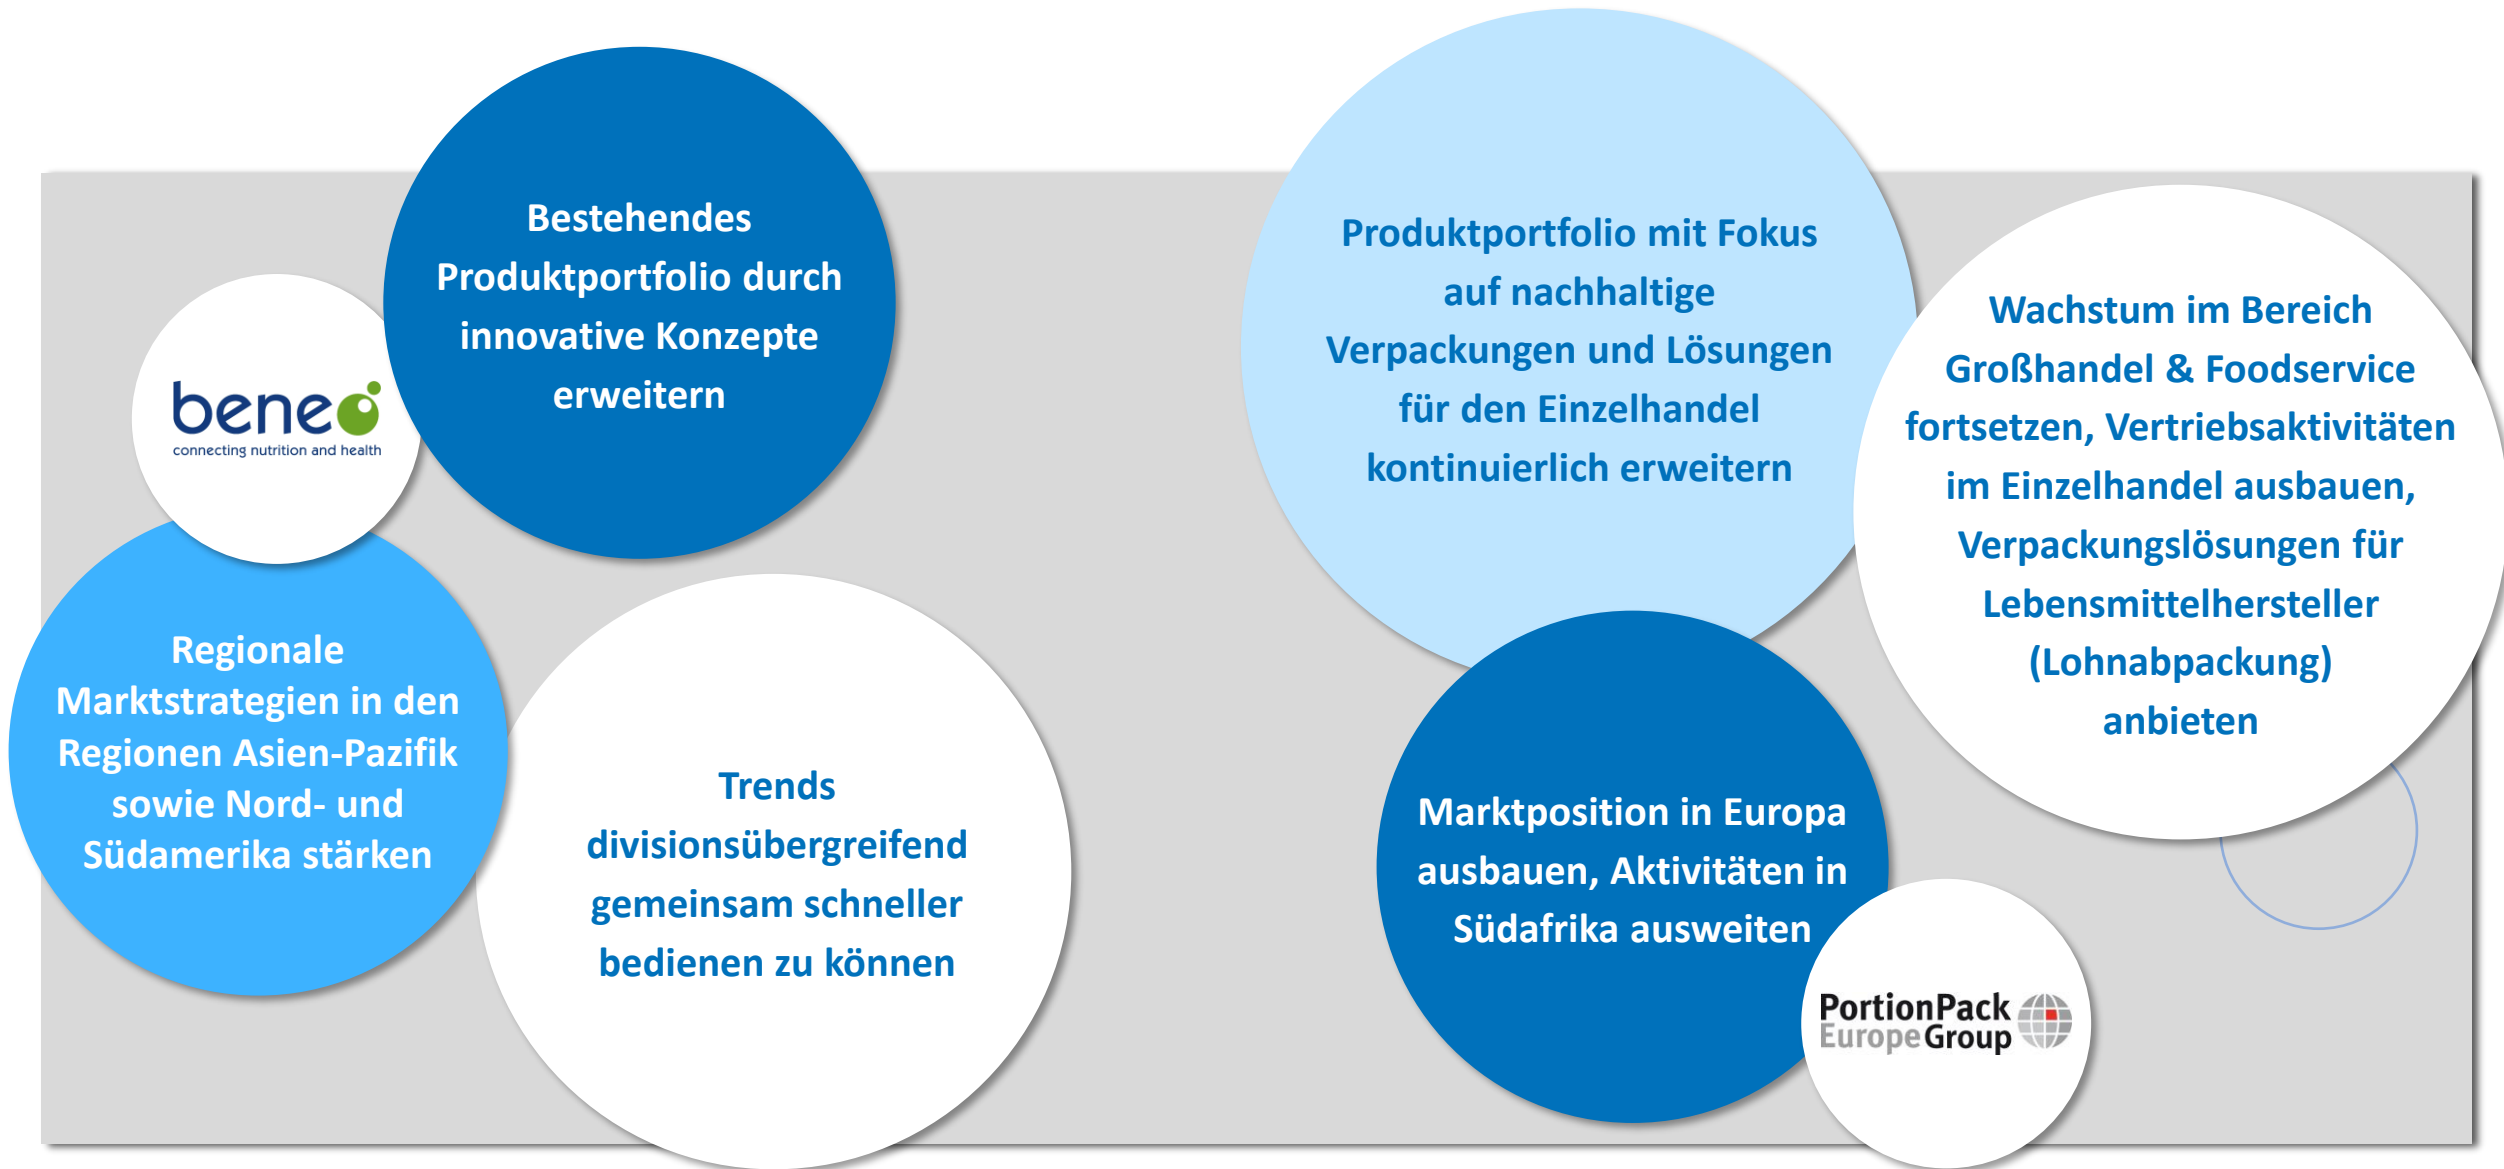 Bestehendes
Produktportfolio durch
innovative Konzepte
erweitern
beneo
connecting nutrition and health
Regionale
Marktstrategien in den
Regionen Asien-Pazifik
sowie Nord- und
Südamerika stärken
Trends
divisionsübergreifend
gemeinsam schneller
bedienen zu können
Produktportfolio mit Fokus
auf nachhaltige
Verpackungen und Lösungen
für den Einzelhandel
kontinuierlich erweitern
Wachstum im Bereich
Großhandel & Foodservice
fortsetzen, Vertriebsaktivitäten
im Einzelhandel ausbauen,
Verpackungslösungen für
Lebensmittelhersteller
(Lohnabpackung)
anbieten
Marktposition in Europa
ausbauen, Aktivitäten in
Südafrika ausweiten
PortionPack
EuropeGroup